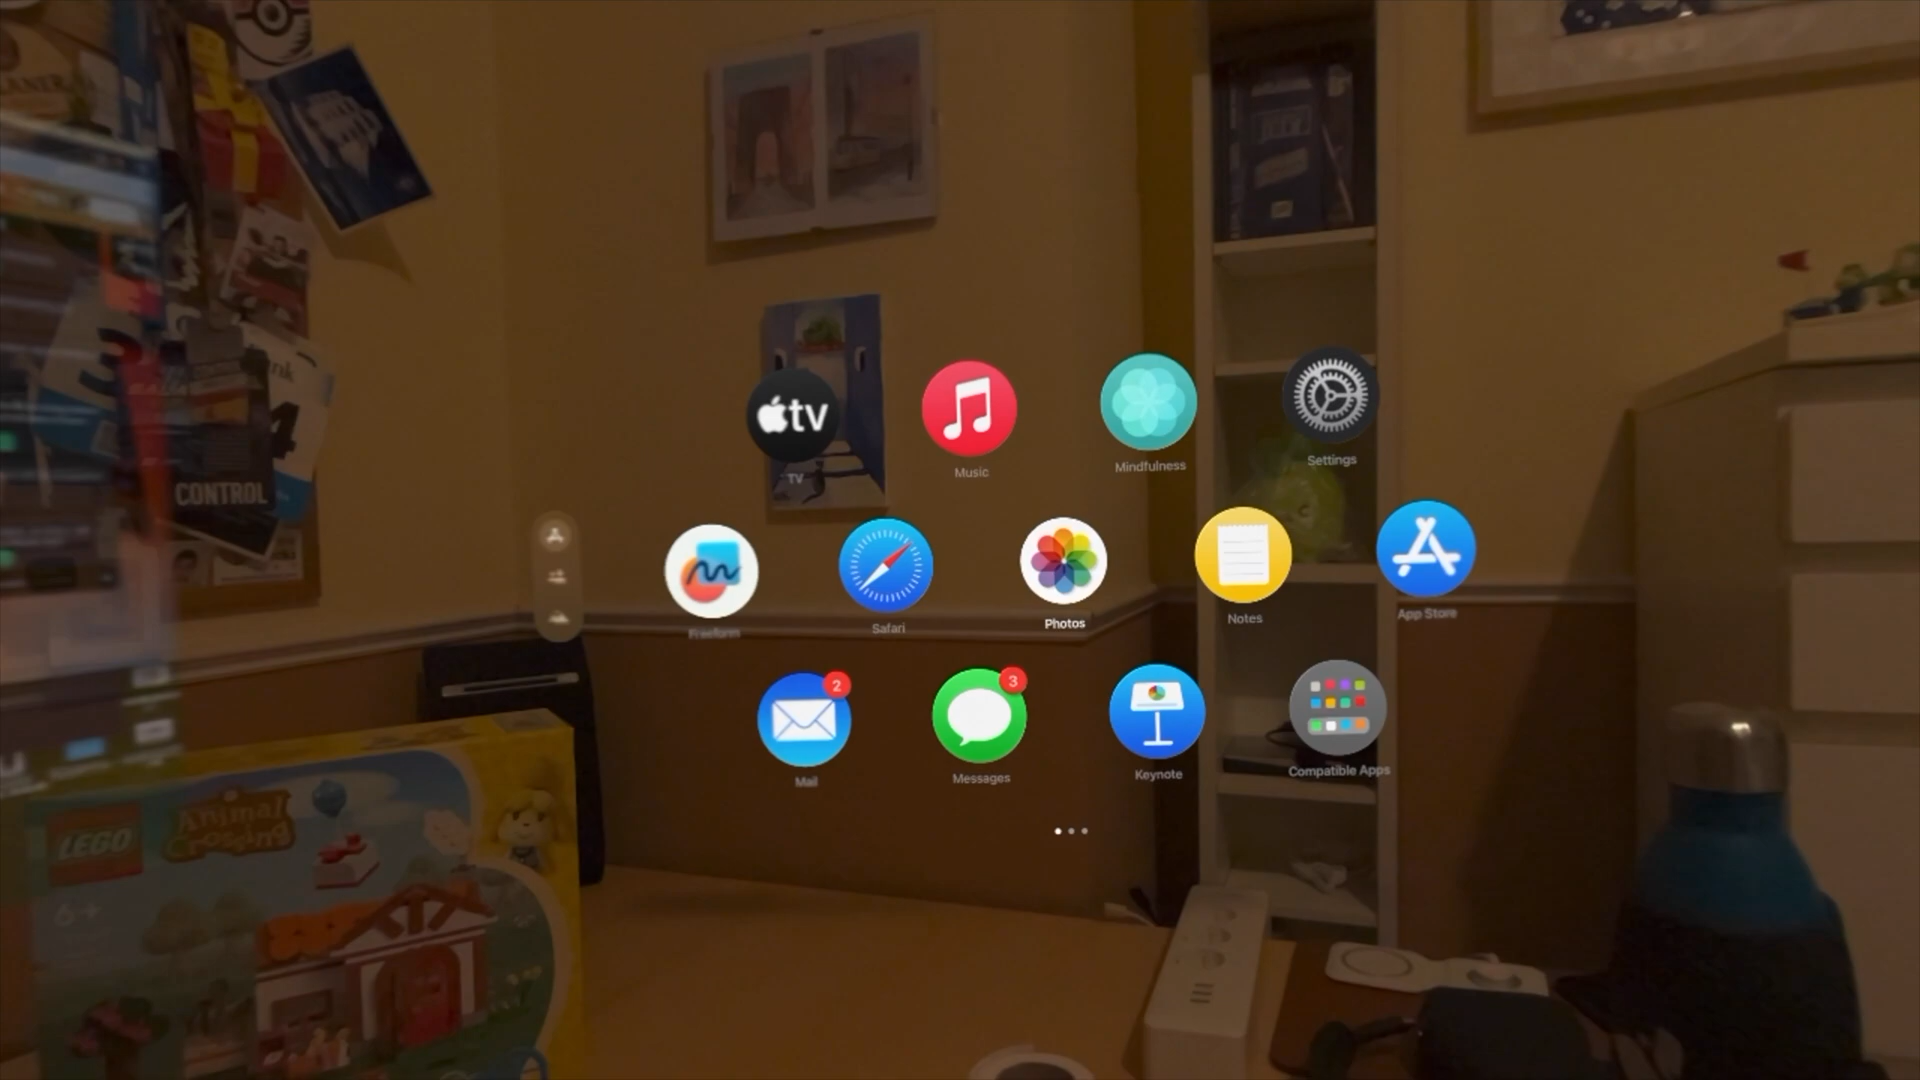 tv
TV
Music
Mindfulness
Settings
CONTROL
Freeform
Safari
Photos
Notes
App Store
2
Mail
3
Messages
Keynote
Compatible Apps
LEGO
Animal
Crossing
6+